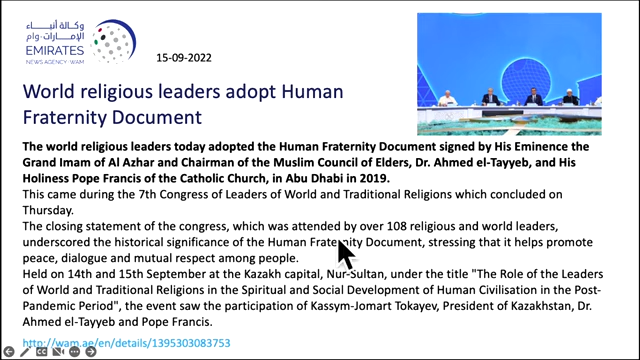 وكالة أنباء
الإمارات • وام
EMIRATES
NEWS AGENCY • WAM
15-09-2022
World religious leaders adopt Human
Fraternity Document
The world religious leaders today adopted the Human Fraternity Document signed by His Eminence the
Grand Imam of Al Azhar and Chairman of the Muslim Council of Elders, Dr. Ahmed el-Tayyeb, and His
Holiness Pope Francis of the Catholic Church, in Abu Dhabi in 2019.
This came during the 7th Congress of Leaders of World and Traditional Religions which concluded on
Thursday.
The closing statement of the congress, which was attended by over 108 religious and world leaders,
underscored the historical significance of the Human Fraternity Document, stressing that it helps promote
peace, dialogue and mutual respect among people.
Held on 14th and 15th September at the Kazakh capital, Nur-Sultan, under the title "The Role of the Leaders
of World and Traditional Religions in the Spiritual and Social Development of Human Civilisation in the Post-
Pandemic Period", the event saw the participation of Kassym-Jomart Tokayev, President of Kazakhstan, Dr.
Ahmed el-Tayyeb and Pope Francis.
http://wam.ae/en/details/1395303083753